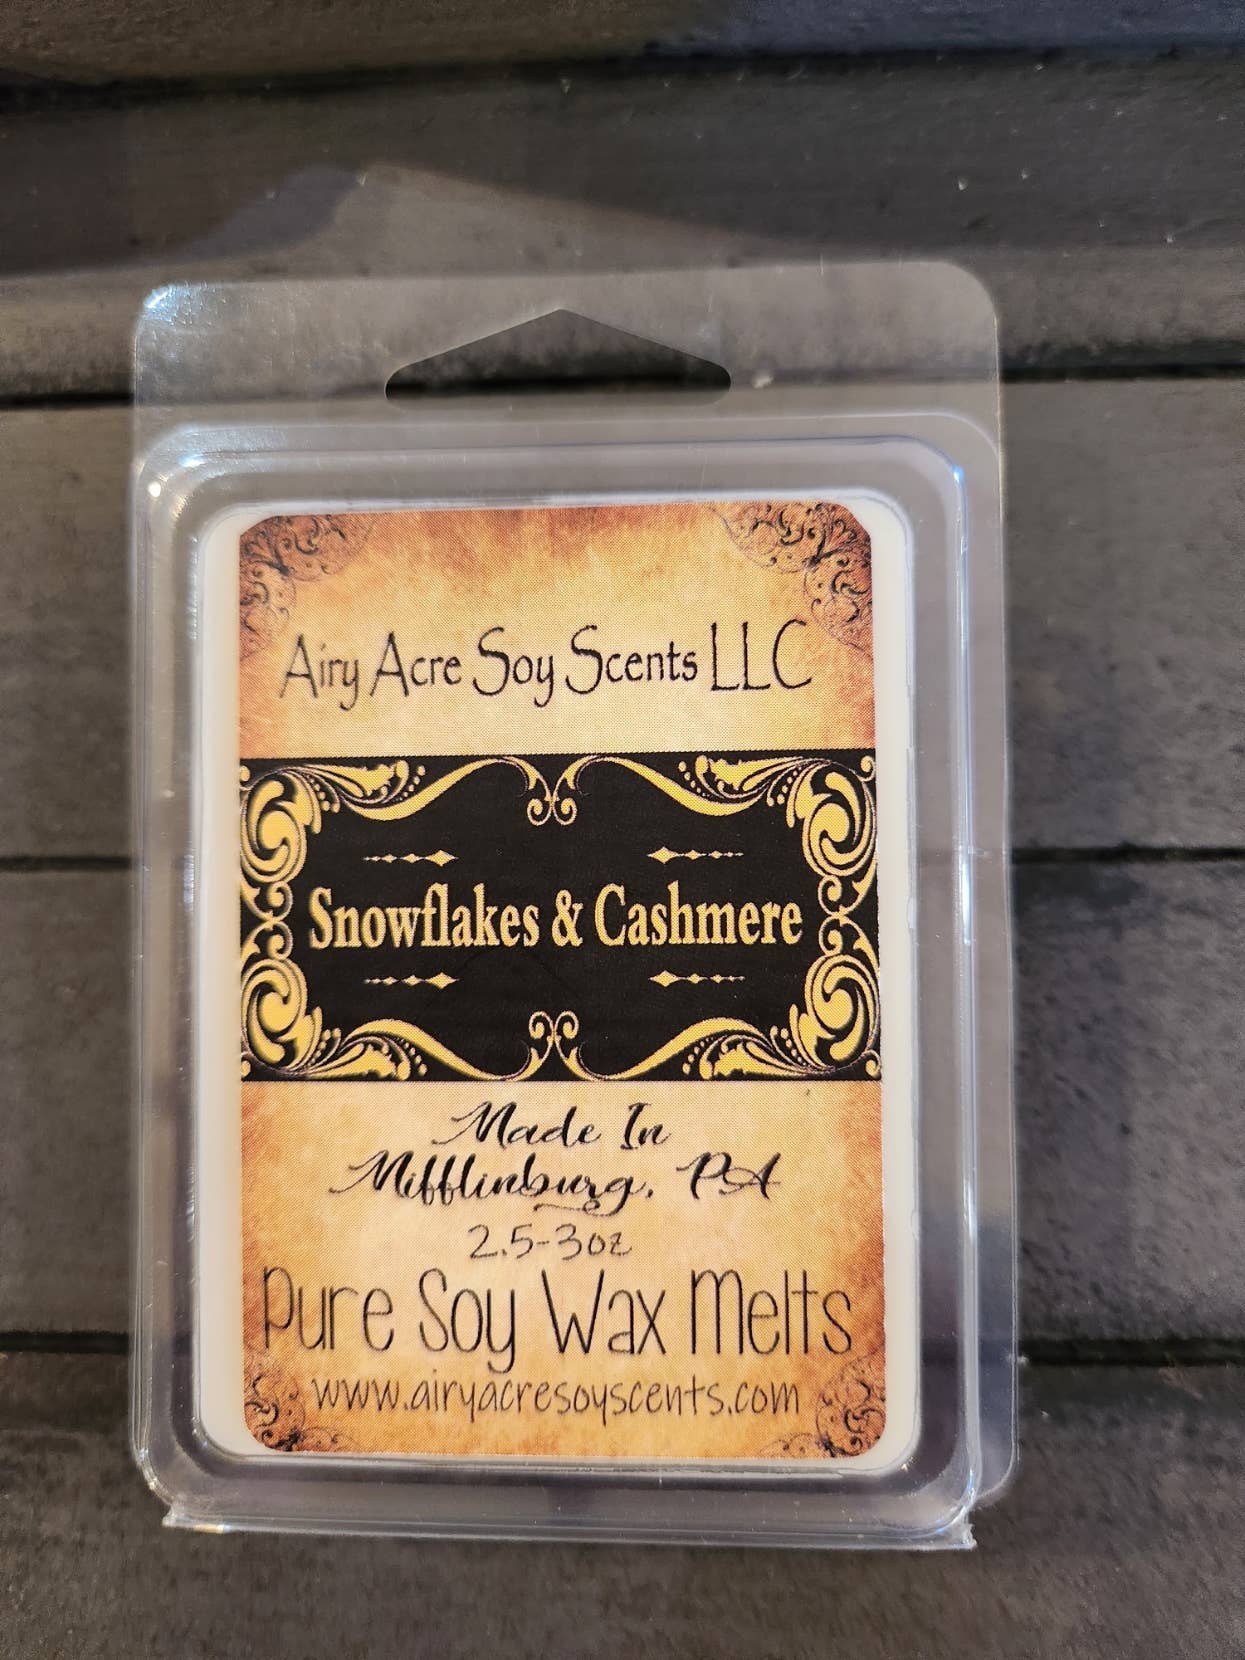 Airy Acre Soy Scents LLC
Snowflakes & Cashmere
Made In
Mifflinburg, PA
2.5-3oz
Pure Soy Wax Melts
www.airyacresoyscents.com